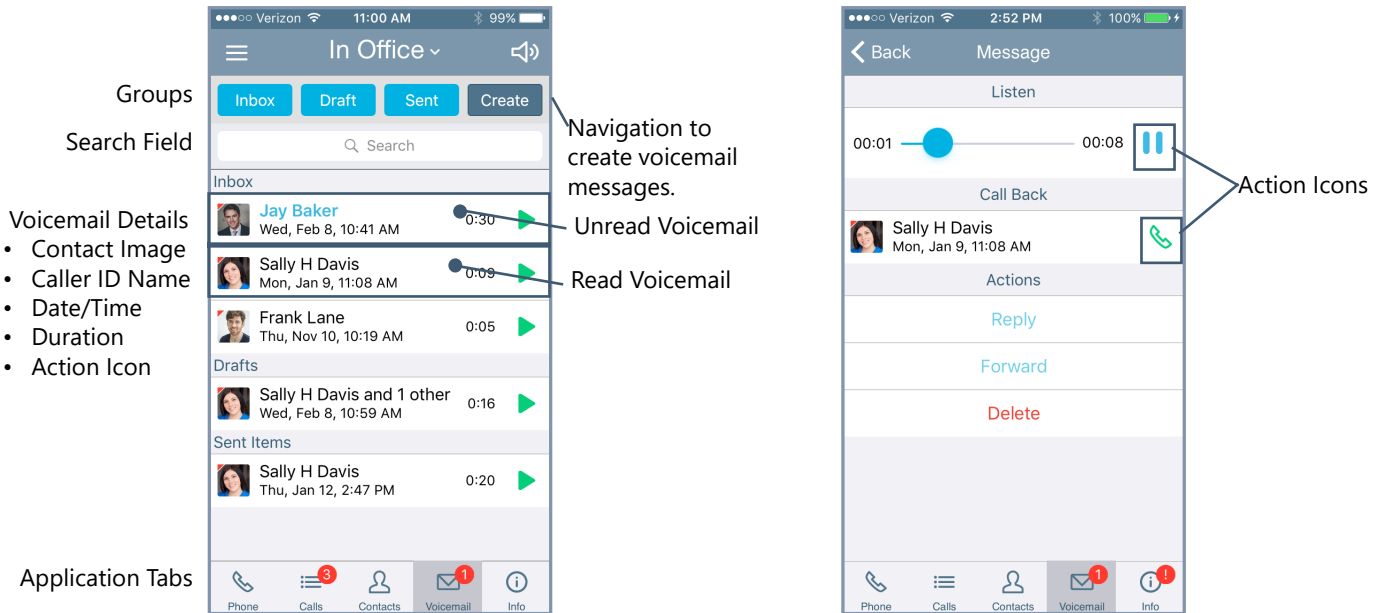 Verizon 11:00 AM 99%
In Office
Groups
Inbox Draft Sent Create
Search Field
Search
Navigation to
create voicemail
messages.
Inbox
Voicemail Details
• Contact Image
• Caller ID Name
• Date/Time
• Duration
• Action Icon
Jay Baker
Wed, Feb 8, 10:41 AM
0:30
Unread Voicemail
Sally H Davis
Mon, Jan 9, 11:08 AM
0:09
Read Voicemail
Frank Lane
Thu, Nov 10, 10:19 AM
0:05
Drafts
Sally H Davis and 1 other
Wed, Feb 8, 10:59 AM
0:16
Sent Items
Sally H Davis
Thu, Jan 12, 2:47 PM
0:20
Application Tabs
3
1
Phone Calls Contacts Voicemail Info
Verizon 2:52 PM 100%
Back Message
Listen
00:01 00:08
Action Icons
Call Back
Sally H Davis
Mon, Jan 9, 11:08 AM
Actions
Reply
Forward
Delete
1
!
Phone Calls Contacts Voicemail Info